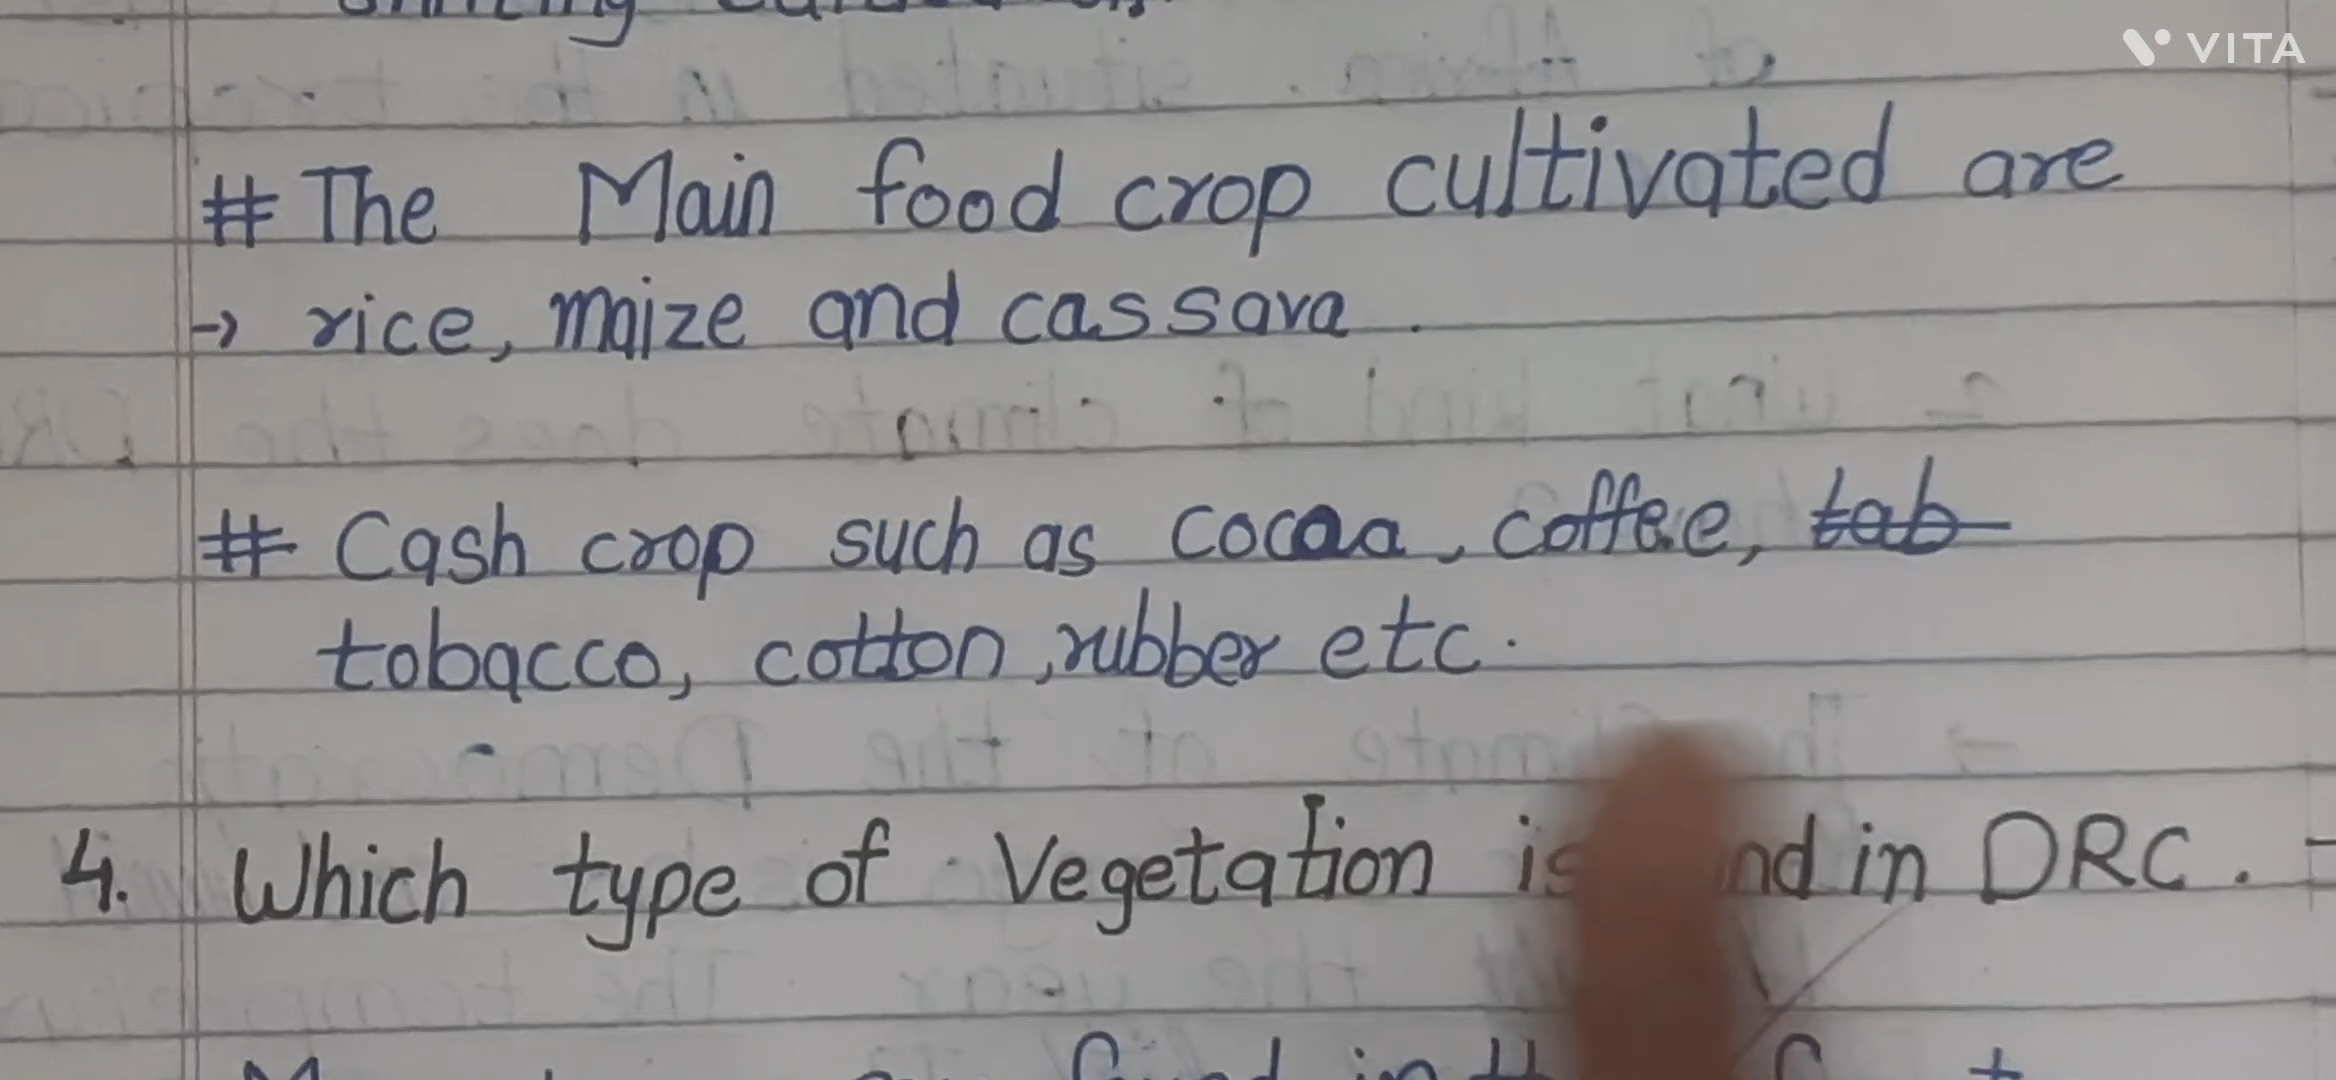 VITA
# The Main food crop cultivated are
→ rice, maize and cassava.
# Cash crop such as cocoa, coffee, tab
tobacco, cotton, rubber etc.
4. Which type of Vegetation is nd in DRC.